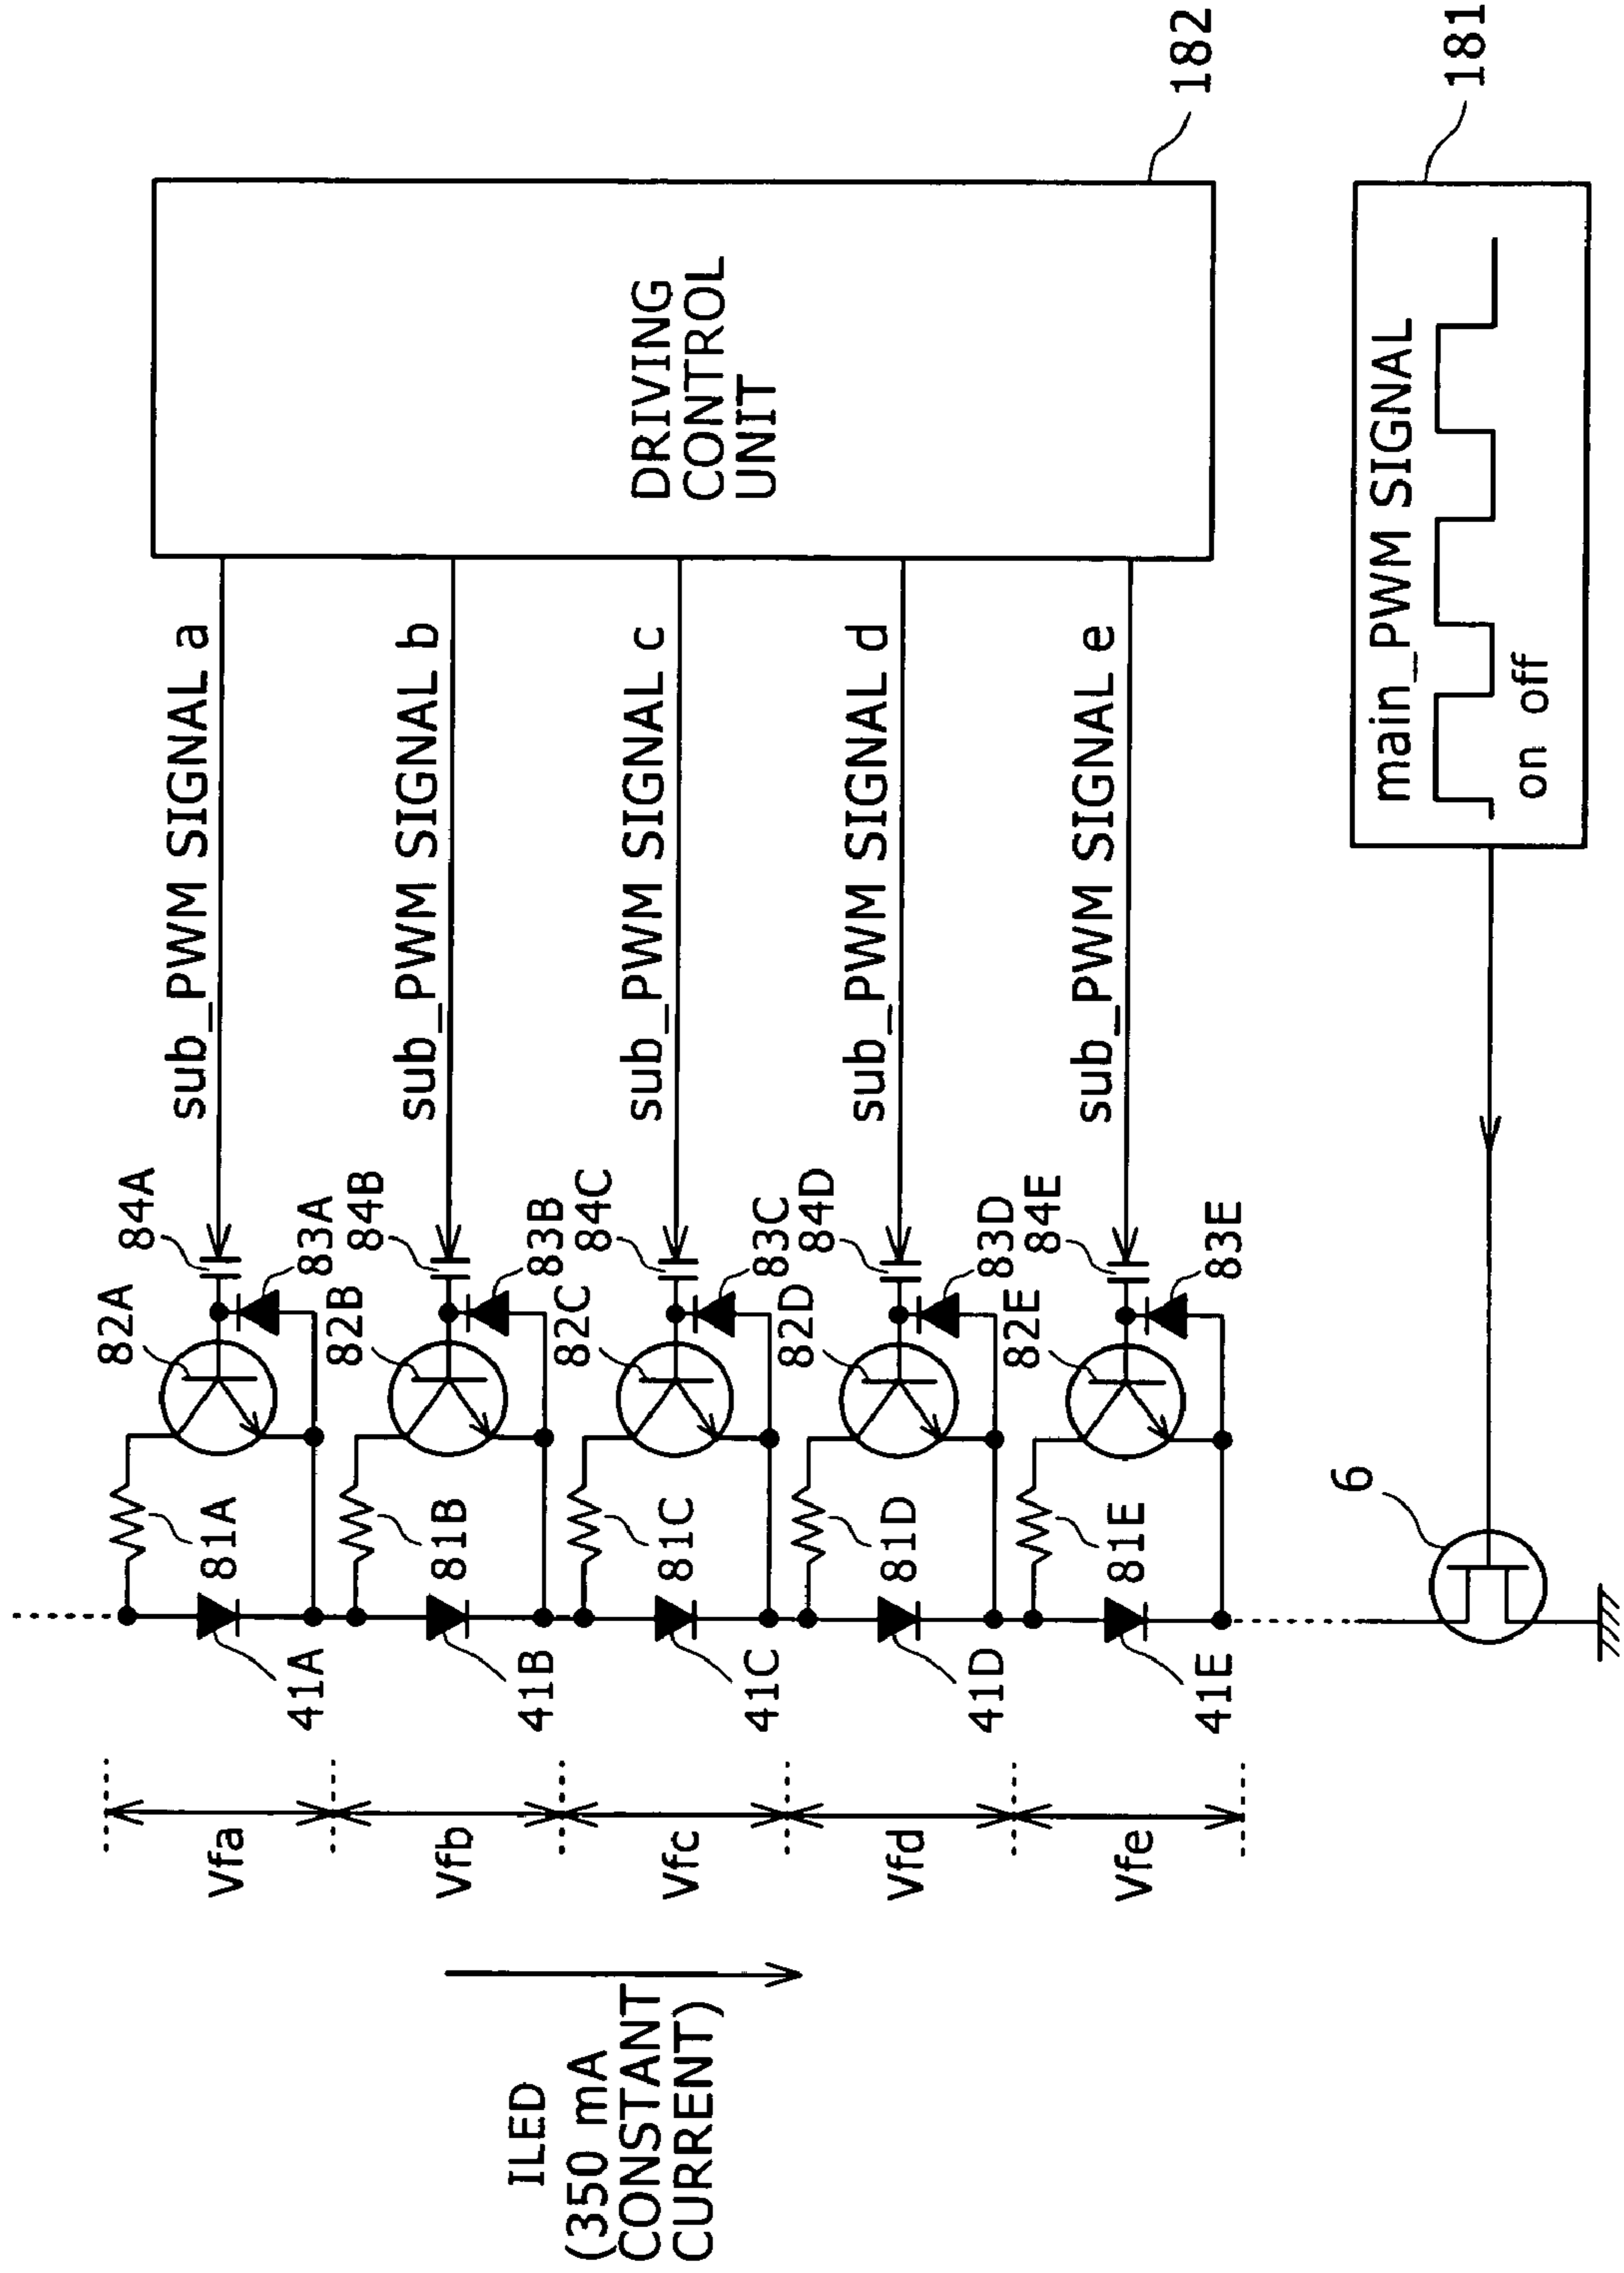 ILED
(350 mA
CONSTANT
CURRENT)
Vfa
Vfb
Vfc
Vfd
Vfe
41A
81A
82A
83A
84A
sub_PWM SIGNAL a
41B
81B
82B
83B
84B
sub_PWM SIGNAL b
41C
81C
82C
83C
84C
sub_PWM SIGNAL c
41D
81D
82D
83D
84D
sub_PWM SIGNAL d
41E
81E
82E
83E
84E
sub_PWM SIGNAL e
DRIVING
CONTROL
UNIT
182
6
main_PWM SIGNAL
on off
181